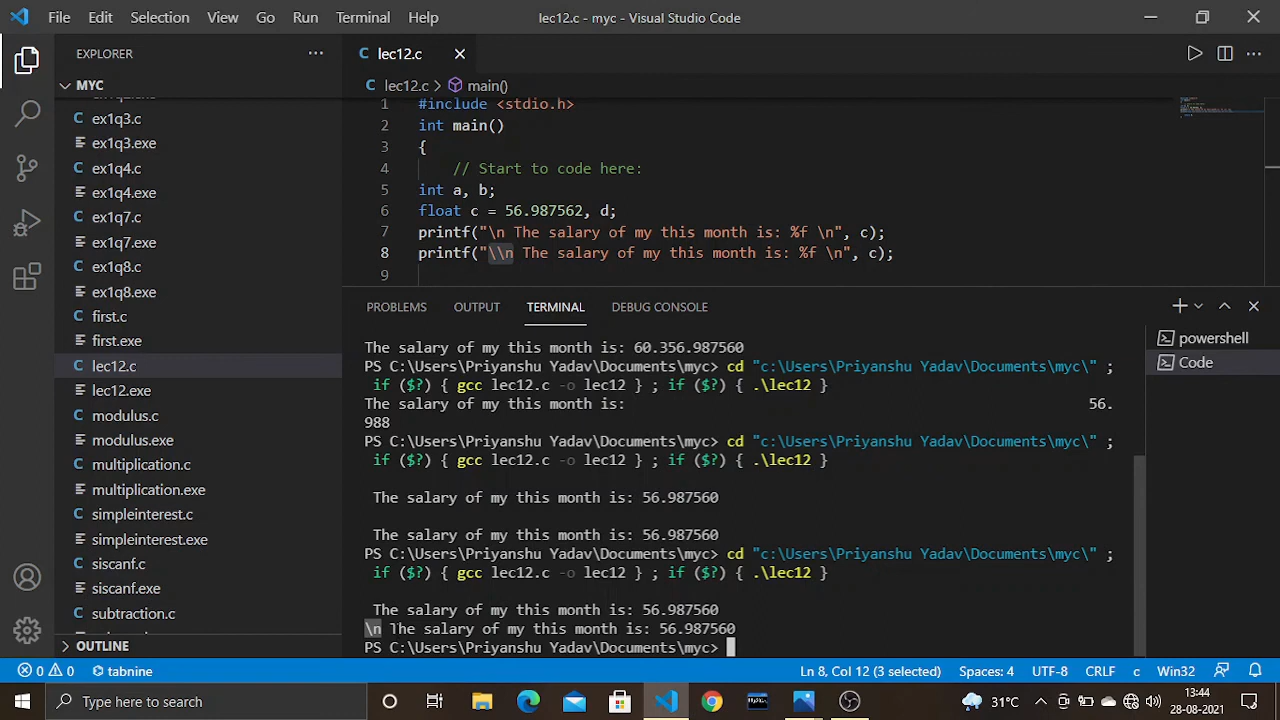 File Edit Selection View Go Run Terminal Help lec12.c - myc - Visual Studio Code
EXPLORER ··· C lec12.c
MYC C lec12.c > main()
C ex1q3.c
ex1q3.exe
C ex1q4.c
ex1q4.exe
C ex1q7.c
ex1q7.exe
C ex1q8.c
ex1q8.exe
C first.c
first.exe
C lec12.c
lec12.exe
C modulus.c
modulus.exe
C multiplication.c
multiplication.exe
C simpleinterest.c
simpleinterest.exe
C siscanf.c
siscanf.exe
C subtraction.c
OUTLINE
1 #include <stdio.h>
2 int main()
3 {
4 // Start to code here:
5 int a, b;
6 float c = 56.987562, d;
7 printf("\n The salary of my this month is: %f \n", c);
8 printf("\\n The salary of my this month is: %f \n", c);
9
PROBLEMS OUTPUT TERMINAL DEBUG CONSOLE
The salary of my this month is: 60.356.987560
PS C:\Users\Priyanshu Yadav\Documents\myc> cd "c:\Users\Priyanshu Yadav\Documents\myc\" ;
if ($?) { gcc lec12.c -o lec12 } ; if ($?) { .\lec12 }
The salary of my this month is: 56.
988
PS C:\Users\Priyanshu Yadav\Documents\myc> cd "c:\Users\Priyanshu Yadav\Documents\myc\" ;
if ($?) { gcc lec12.c -o lec12 } ; if ($?) { .\lec12 }
The salary of my this month is: 56.987560
The salary of my this month is: 56.987560
PS C:\Users\Priyanshu Yadav\Documents\myc> cd "c:\Users\Priyanshu Yadav\Documents\myc\" ;
if ($?) { gcc lec12.c -o lec12 } ; if ($?) { .\lec12 }
The salary of my this month is: 56.987560
\n The salary of my this month is: 56.987560
PS C:\Users\Priyanshu Yadav\Documents\myc>
powershell
Code
0 0 tabnine Ln 8, Col 12 (3 selected) Spaces: 4 UTF-8 CRLF c Win32
Type here to search 31°C 13:44
28-08-2021